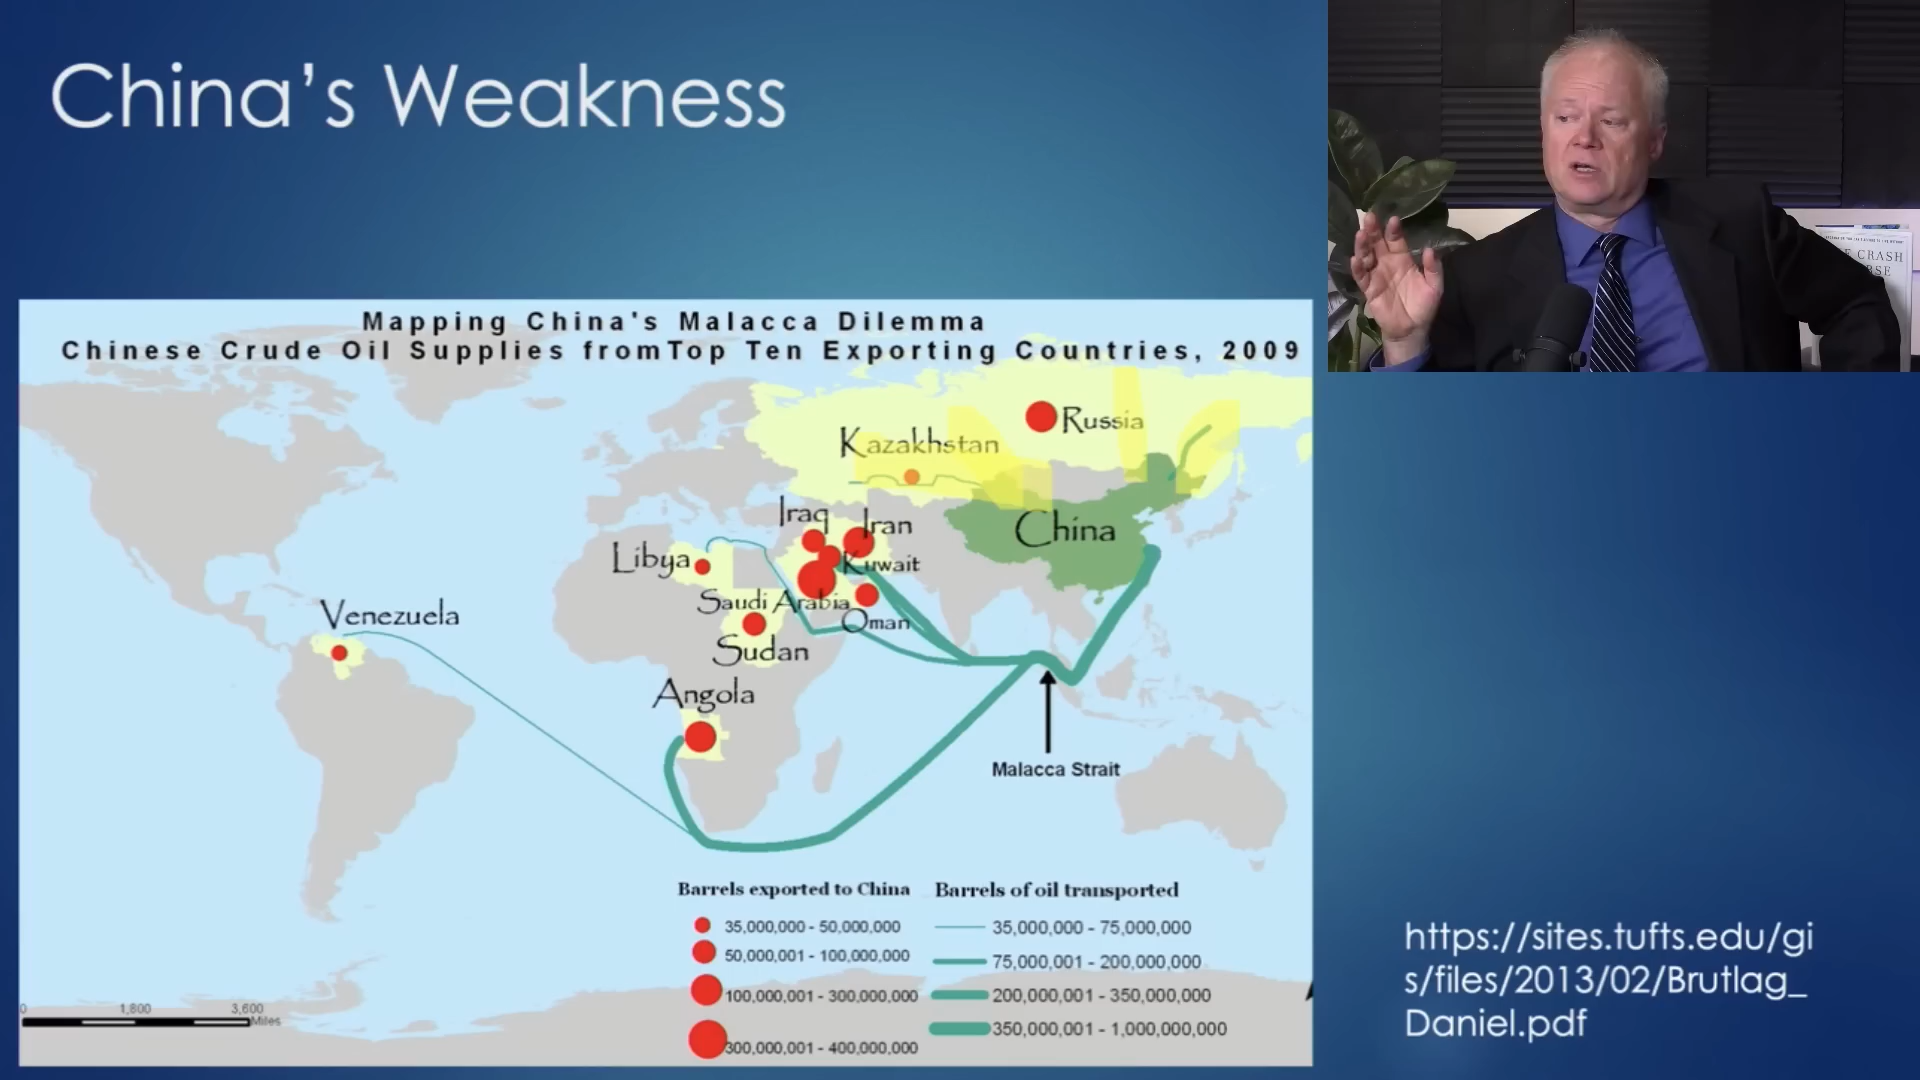 China's Weakness
E CRASH
RSE
Mapping China's Malacca Dilemma
Chinese Crude Oil Supplies fromTop Ten Exporting Countries, 2009
Russia
Kazakhstan
Iraq
Iran
China
Libya
Kuwait
Saudi Arabia
Venezuela
Oman
Sudan
Angola
Malacca Strait
Barrels exported to China
35,000,000 - 50,000,000
50,000,001 - 100,000,000
100,000,001 - 300,000,000
300,000,001 - 400,000,000
Barrels of oil transported
35,000,000 - 75,000,000
75,000,001 - 200,000,000
200,000,001 - 350,000,000
350,000,001 - 1,000,000,000
0 1,800 3,600
Miles
https://sites.tufts.edu/gi
s/files/2013/02/Brutlag_
Daniel.pdf